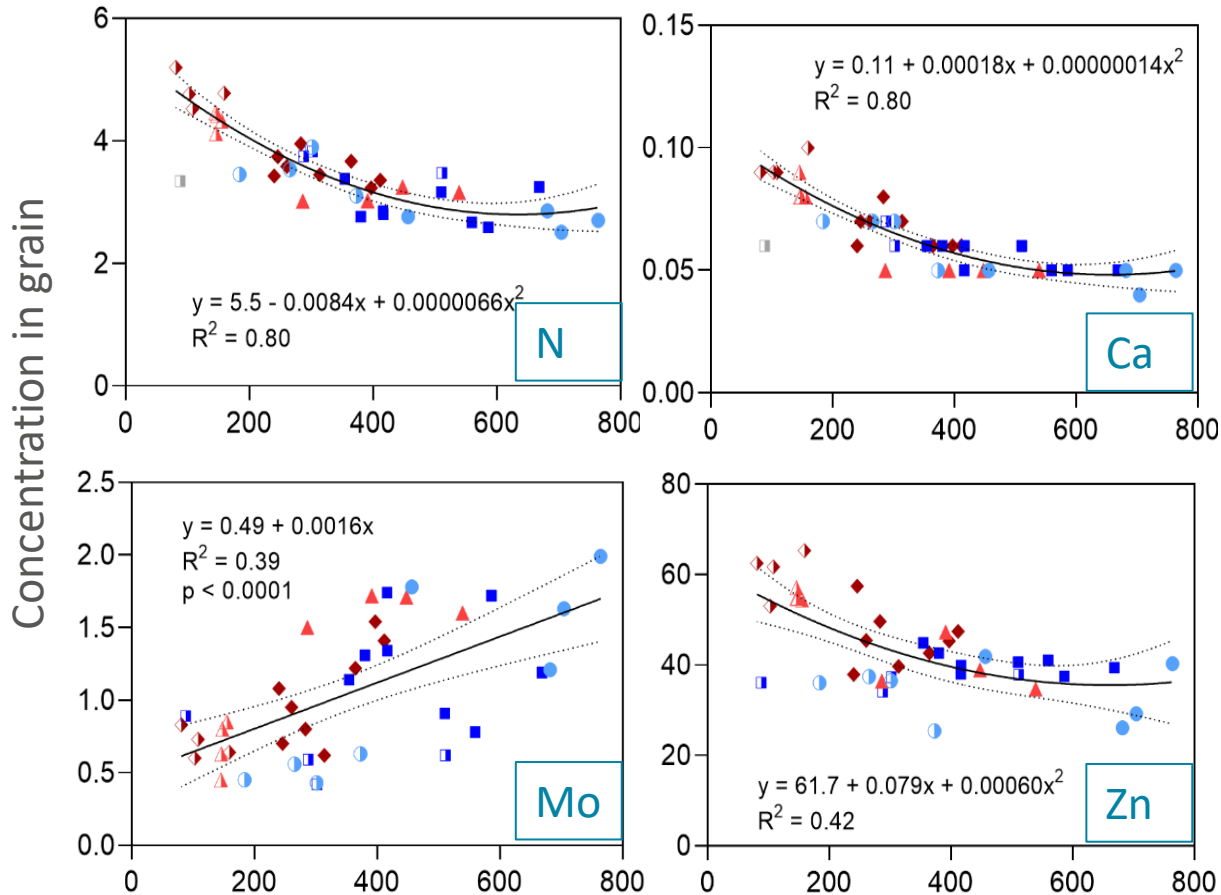 Concentration in grain
6
4
2
0
0 200 400 600 800
y = 5.5 - 0.0084x + 0.0000066x²
R² = 0.80
N
0.15
0.10
0.05
0.00
0 200 400 600 800
y = 0.11 + 0.00018x + 0.00000014x²
R² = 0.80
Ca
2.5
2.0
1.5
1.0
0.5
0.0
0 200 400 600 800
y = 0.49 + 0.0016x
R² = 0.39
p < 0.0001
Mo
80
60
40
20
0
0 200 400 600 800
y = 61.7 + 0.079x + 0.00060x²
R² = 0.42
Zn